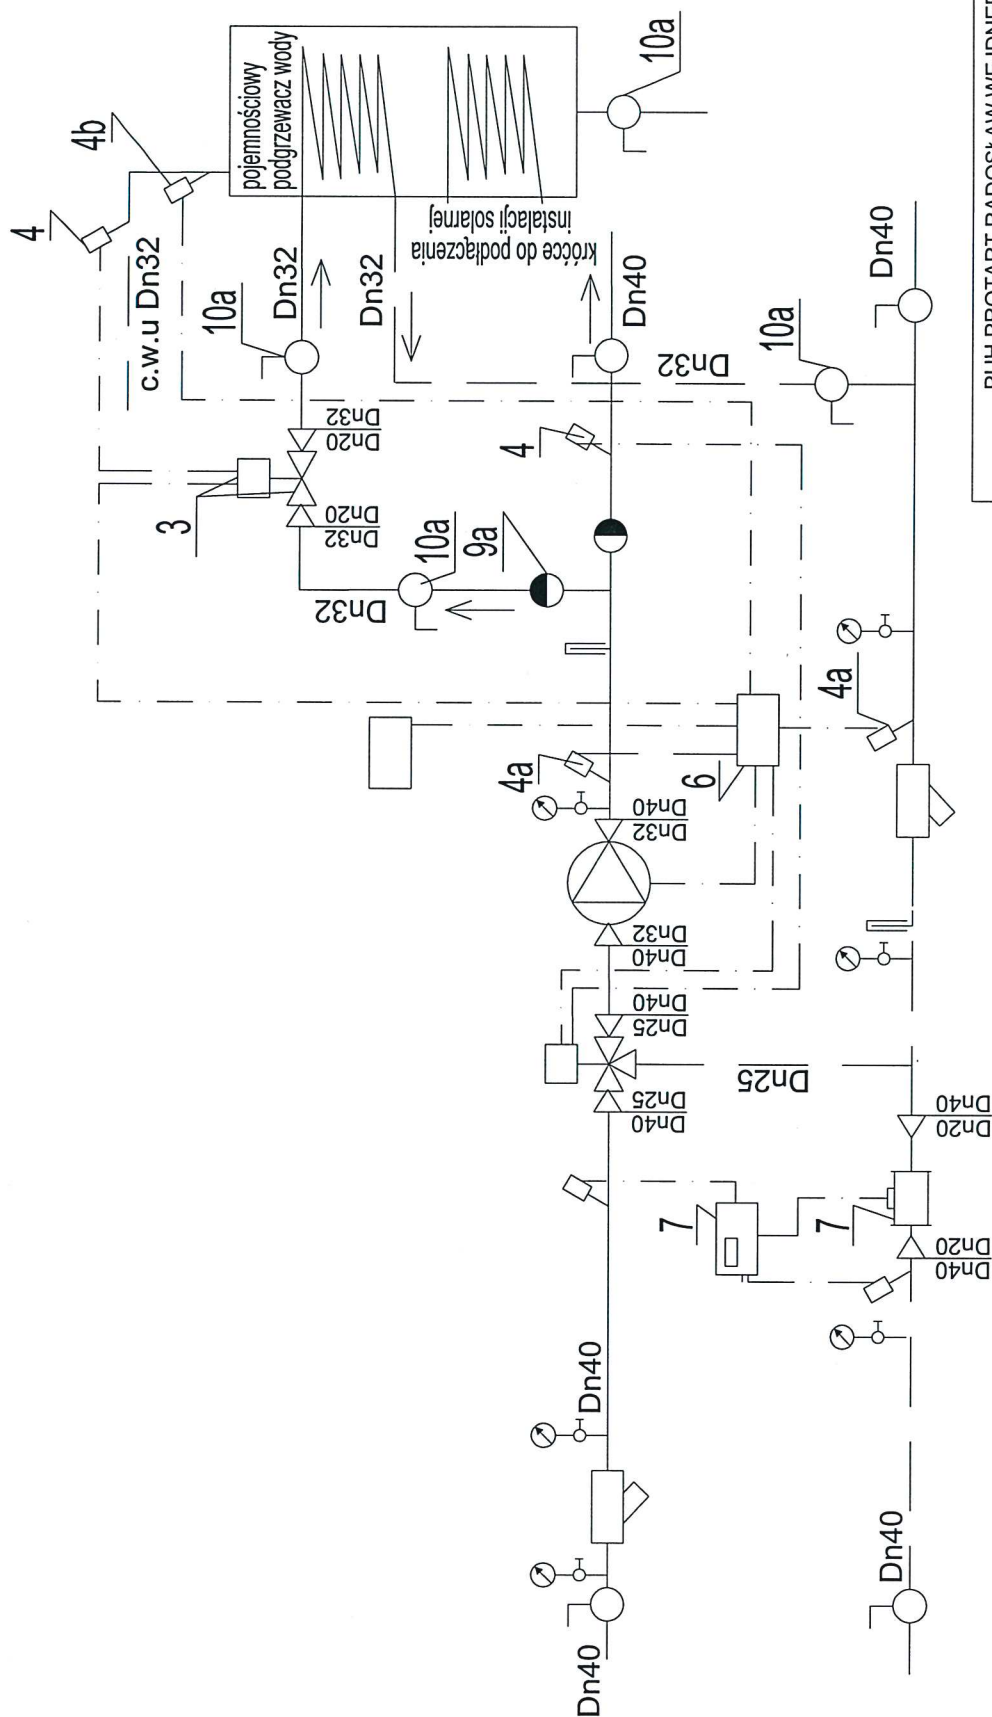 4
4b
c.w.u Dn32
pojemnościowy
podgrzewacz wody
króćce do podłączenia
instalacji solarnej
10a
10a
Dn32
Dn32
3
Dn32
Dn20
Dn20
Dn32
10a
9a
Dn32
4
Dn40
Dn32
10a
Dn40
4a
6
4a
Dn40
Dn32
Dn32
Dn40
Dn40
Dn25
Dn25
Dn40
Dn25
7
7
Dn40
Dn20
Dn20
Dn40
Dn40
Dn40
Dn40